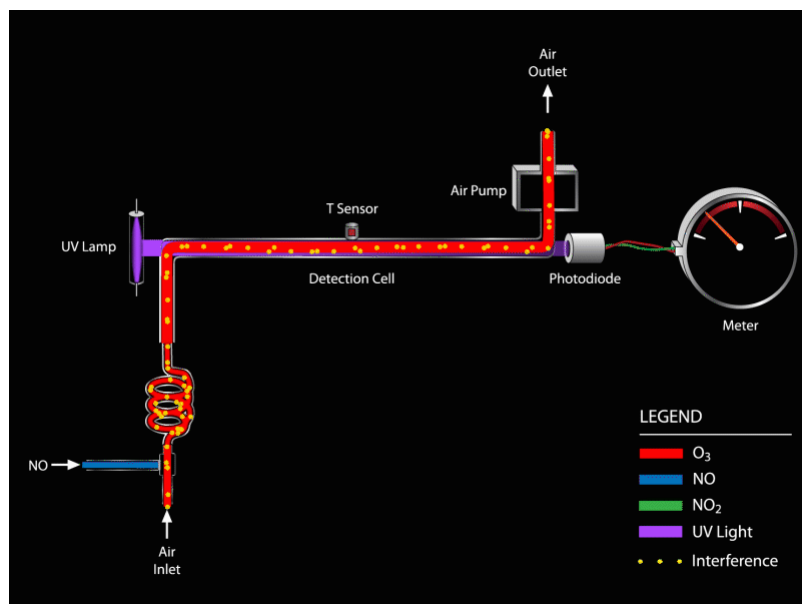 Air
Outlet
Air Pump
T Sensor
UV Lamp
Detection Cell
Photodiode
Meter
LEGEND
O₃
NO
NO₂
UV Light
Interference
NO
Air
Inlet